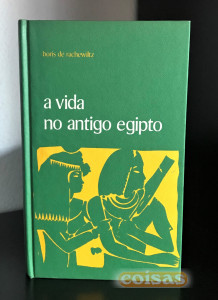 boris de rachewiltz
a vida
no antigo egipto
coisas